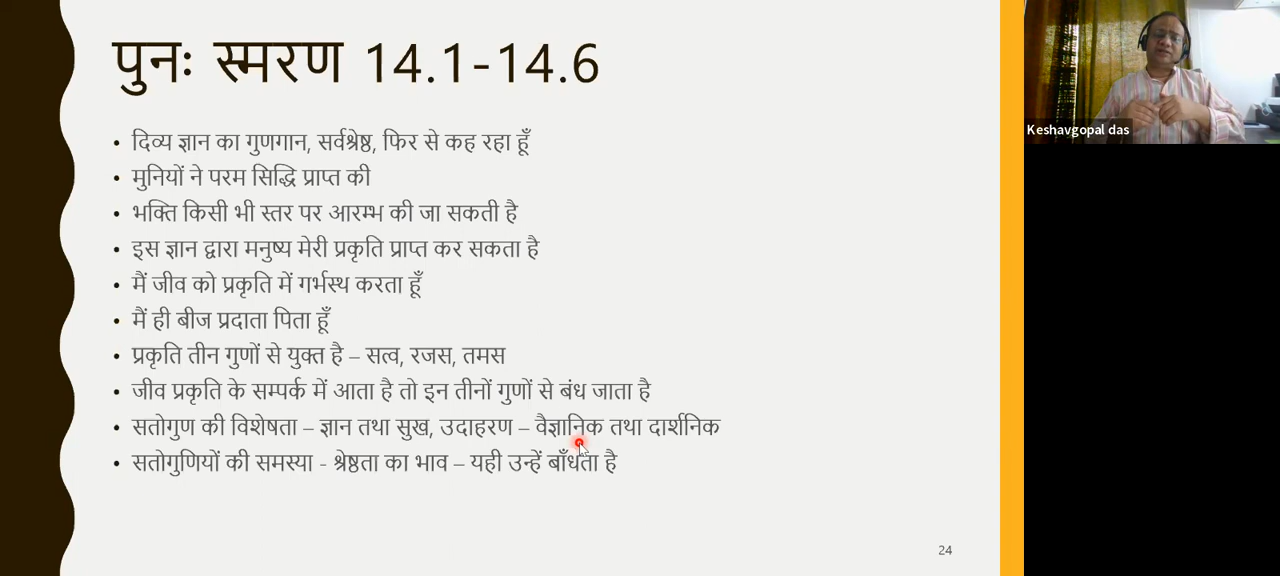 पुनः स्मरण 14.1-14.6
• दिव्य ज्ञान का गुणगान, सर्वश्रेष्ठ, फिर से कह रहा हूँ
• मुनियों ने परम सिद्धि प्राप्त की
• भक्ति किसी भी स्तर पर आरम्भ की जा सकती है
• इस ज्ञान द्वारा मनुष्य मेरी प्रकृति प्राप्त कर सकता है
• मैं जीव को प्रकृति में गर्भस्थ करता हूँ
• मैं ही बीज प्रदाता पिता हूँ
• प्रकृति तीन गुणों से युक्त है – सत्व, रजस, तमस
• जीव प्रकृति के सम्पर्क में आता है तो इन तीनों गुणों से बंध जाता है
• सतोगुण की विशेषता – ज्ञान तथा सुख, उदाहरण – वैज्ञानिक तथा दार्शनिक
• सतोगुणियों की समस्या - श्रेष्ठता का भाव – यही उन्हें बाँधता है
24
Keshavgopal das